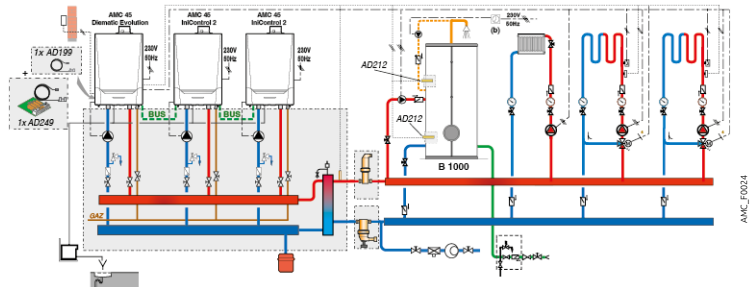 AMC 45
Diematic Evolution
AMC 45
IniControl 2
AMC 45
IniControl 2
230V
50Hz
230V
50Hz
230V
50Hz
1x AD199
+
1x AD249
BUS
BUS
GAZ
230V
50Hz
(b)
AD212
AD212
B 1000
AMC_F0024